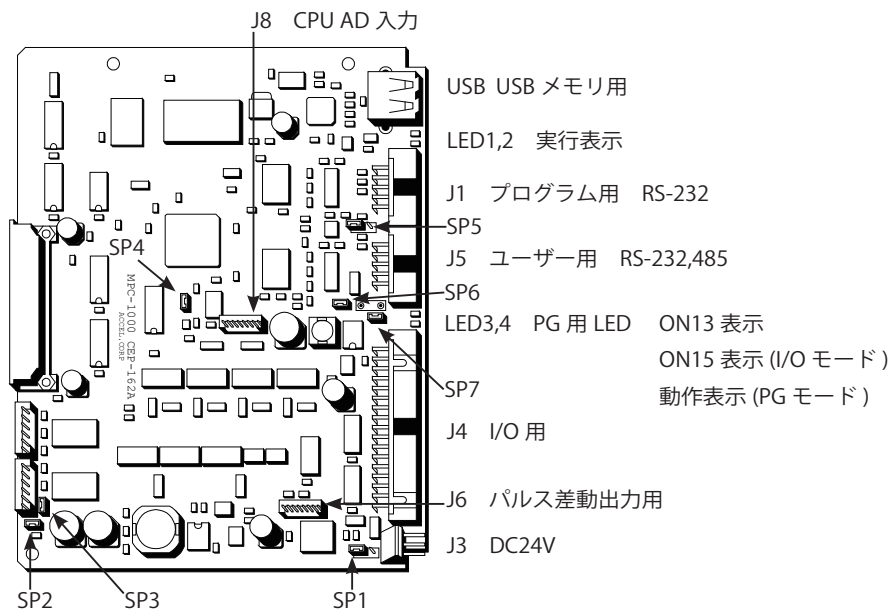 J8 CPU AD 入力
USB USB メモリ用
LED1,2 実行表示
J1 プログラム用 RS-232
SP5
J5 ユーザー用 RS-232,485
SP4
SP6
LED3,4 PG 用 LED ON13 表示
ON15 表示 (I/O モード )
動作表示 (PG モード )
SP7
MPC-1000 CEP-162A
ACCEL.CORP
J4 I/O 用
J6 パルス差動出力用
J3 DC24V
SP2
SP3
SP1